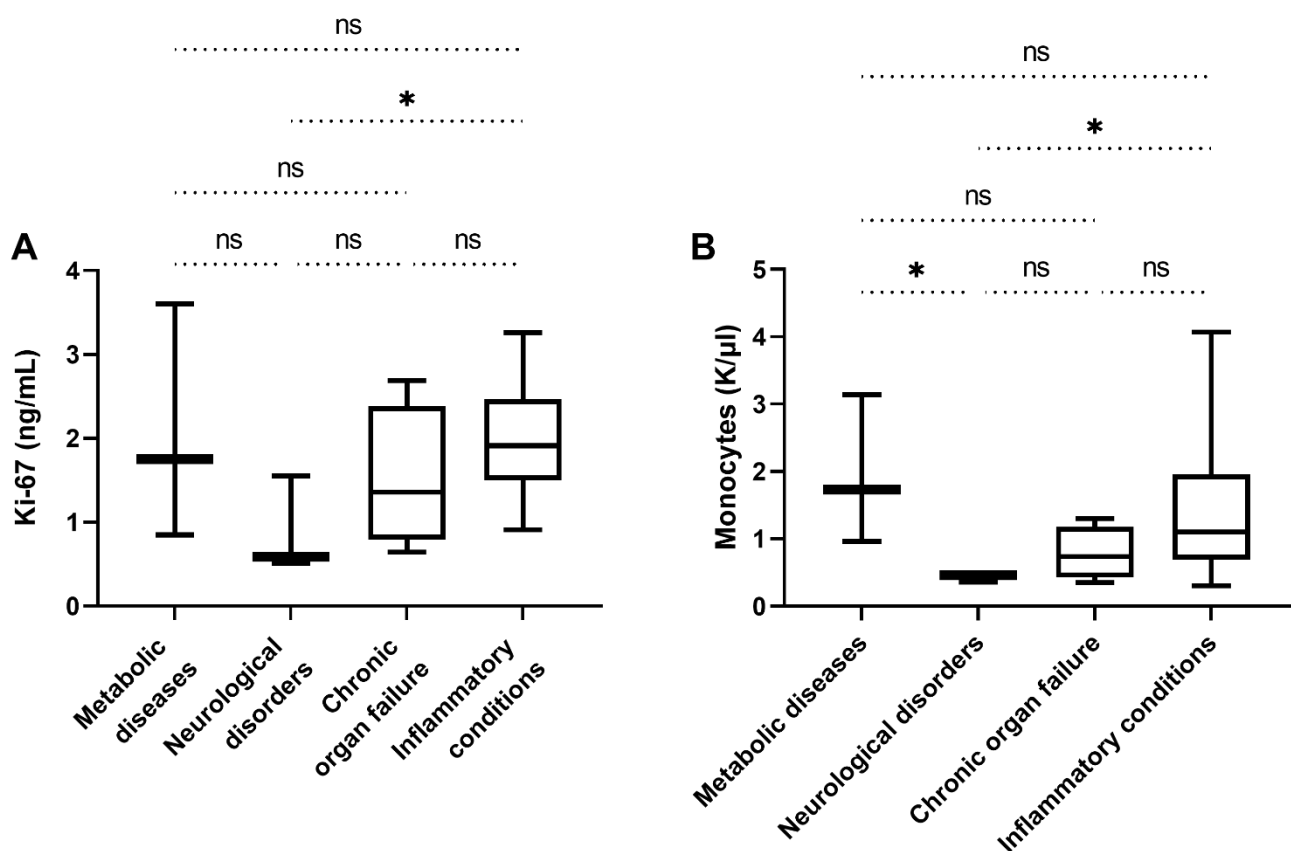 ns
*
ns
ns
ns
ns
A
Ki-67 (ng/mL)
4
3
2
1
0
Metabolic
diseases
Neurological
disorders
Chronic
organ failure
Inflammatory
conditions
ns
*
ns
*
ns
ns
B
Monocytes (K/µl)
5
4
3
2
1
0
Metabolic diseases
Neurological disorders
Chronic organ failure
Inflammatory conditions